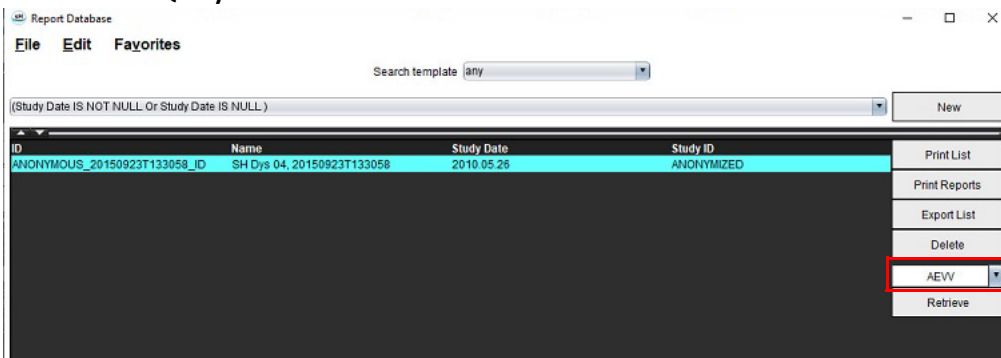 SH Report Database
File Edit Favorites
Search template any
(Study Date IS NOT NULL Or Study Date IS NULL )
New
ID Name Study Date Study ID
ANONYMOUS_20150923T133058_ID SH Dys 04, 20150923T133058 2010.05.26 ANONYMIZED
Print List
Print Reports
Export List
Delete
AEVV
Retrieve